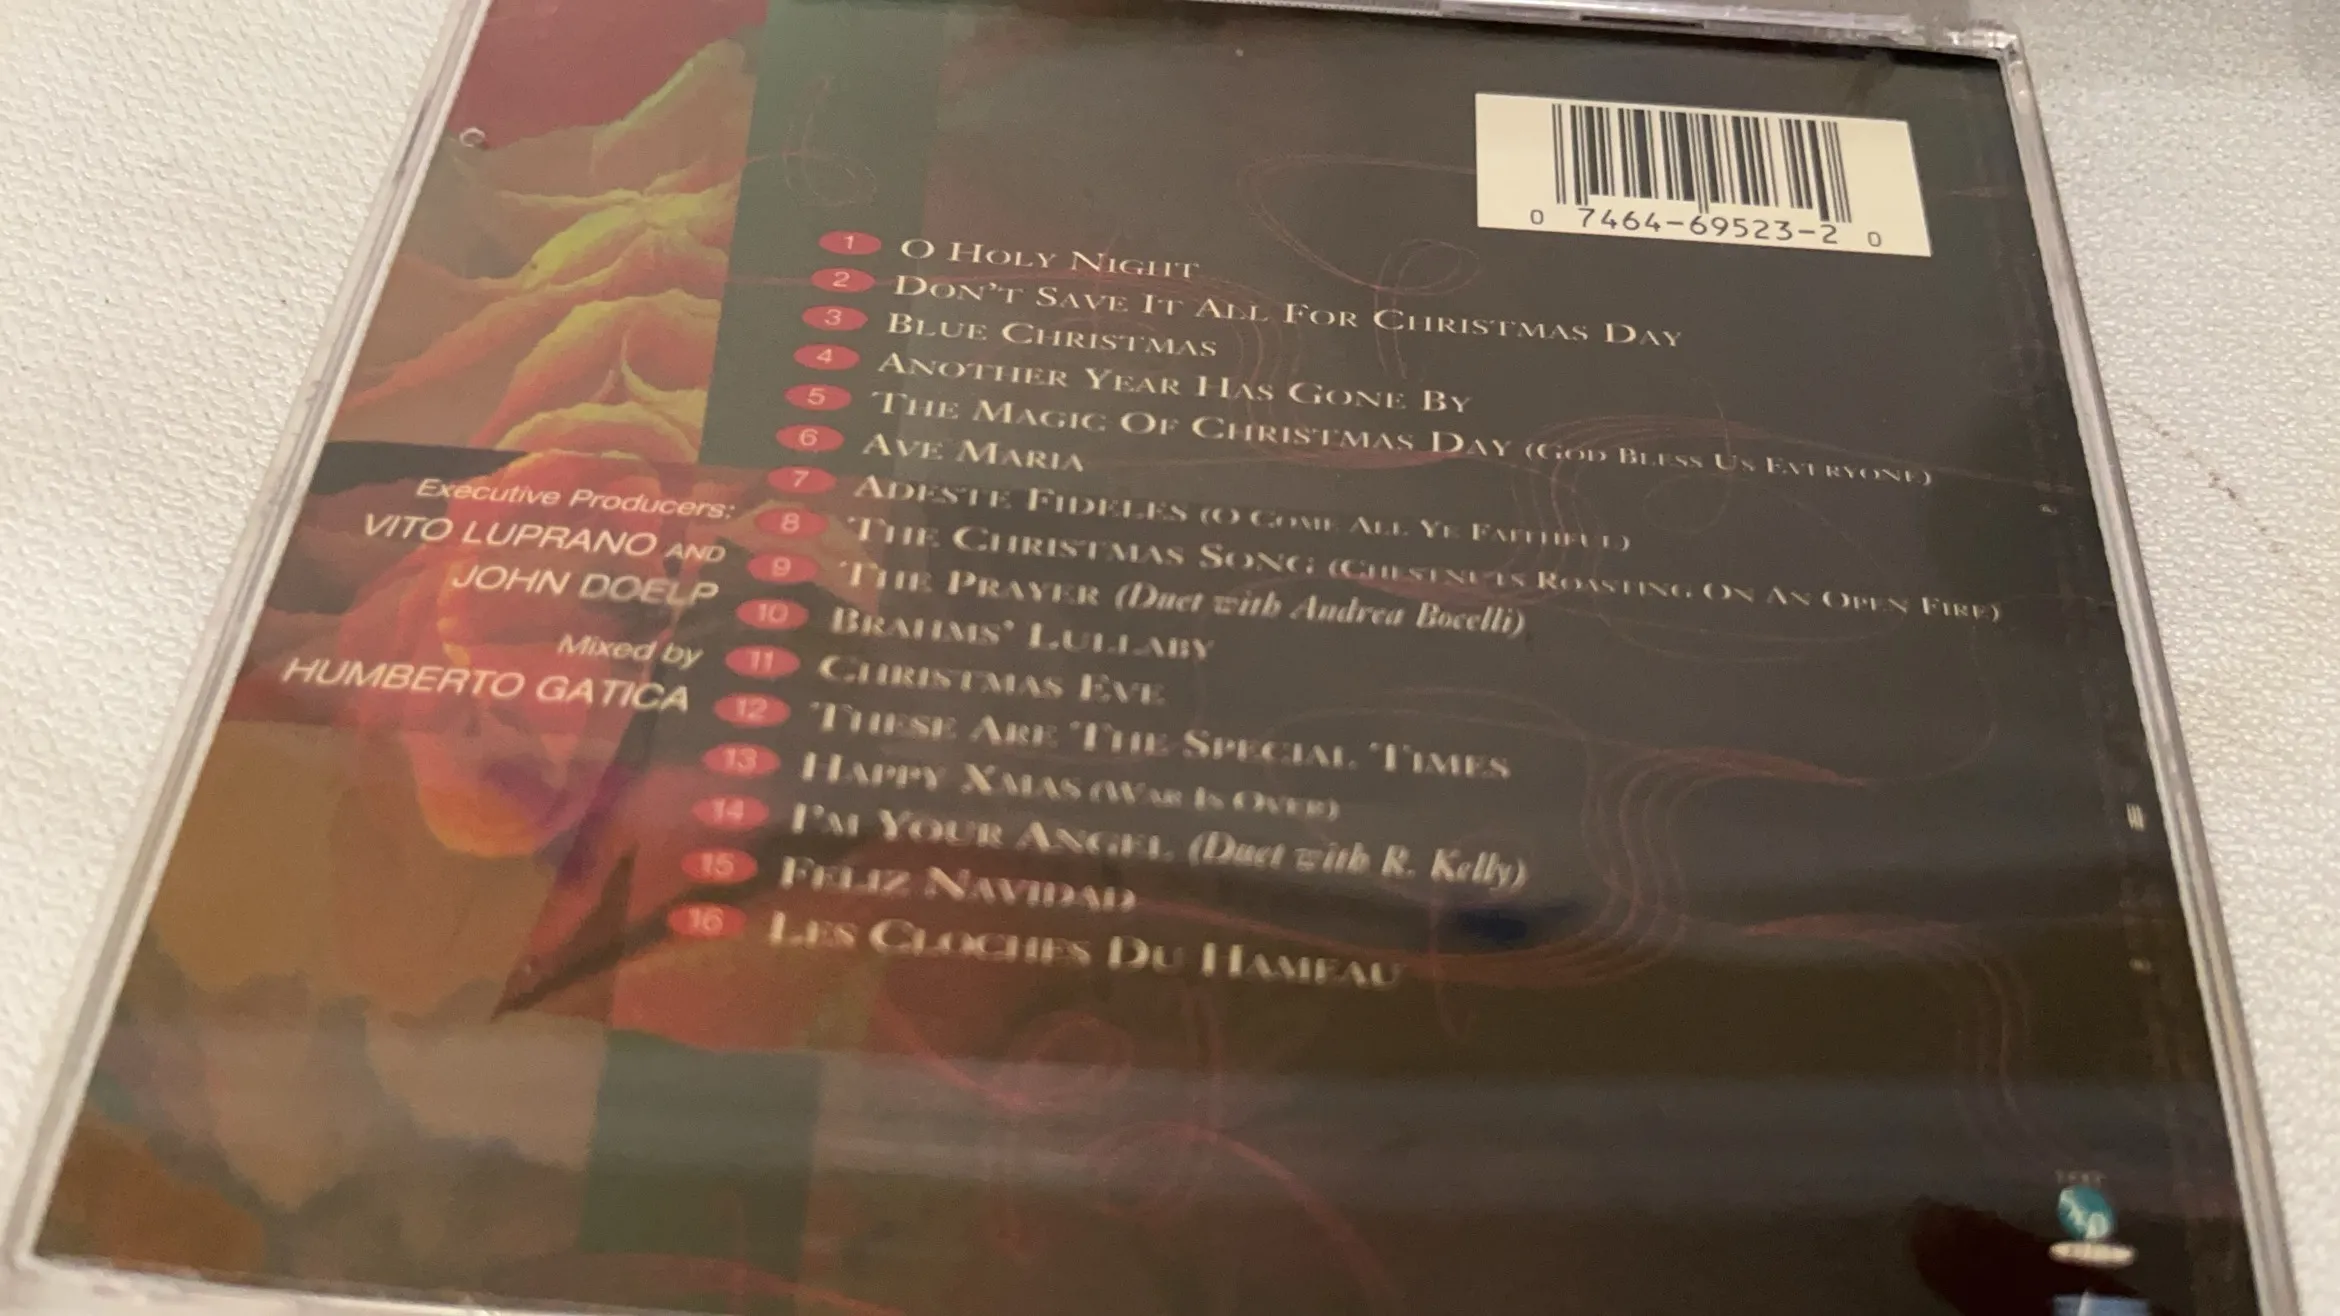 0 7464-69523-2 0
1 O HOLY NIGHT
2 DON'T SAVE IT ALL FOR CHRISTMAS DAY
3 BLUE CHRISTMAS
4 ANOTHER YEAR HAS GONE BY
5 THE MAGIC OF CHRISTMAS DAY (GOD BLESS US EVERYONE)
6 AVE MARIA
7 ADESTE FIDELES (O COME ALL YE FAITHFUL)
8 THE CHRISTMAS SONG (CHESTNUTS ROASTING ON AN OPEN FIRE)
9 THE PRAYER (Duet with Andrea Bocelli)
10 BRAHMS' LULLABY
11 CHRISTMAS EVE
12 THESE ARE THE SPECIAL TIMES
13 HAPPY XMAS (WAR IS OVER)
14 I'M YOUR ANGEL (Duet with R. Kelly)
15 FELIZ NAVIDAD
16 LES CLOCHES DU HAMEAU
Executive Producers:
VITO LUPRANO AND
JOHN DOELP
Mixed by
HUMBERTO GATICA